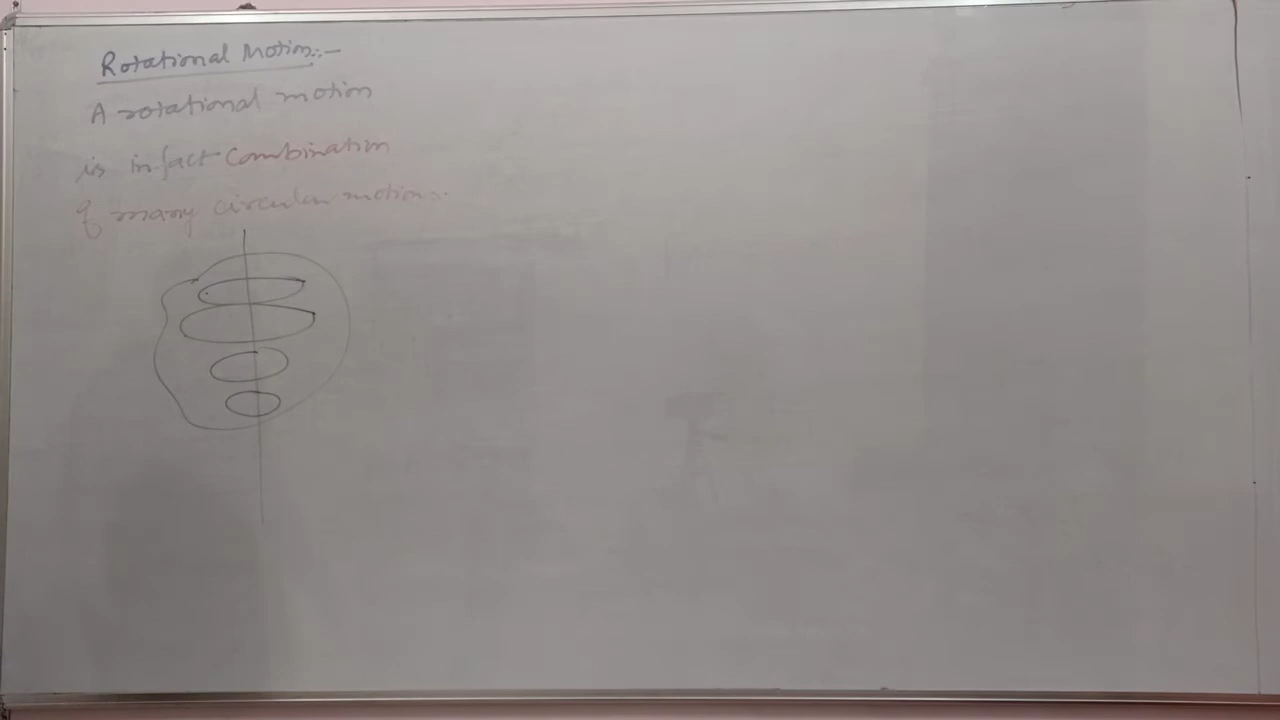 Rotational Motion:-
A rotational motion
is in fact Combination
of many circular motions.